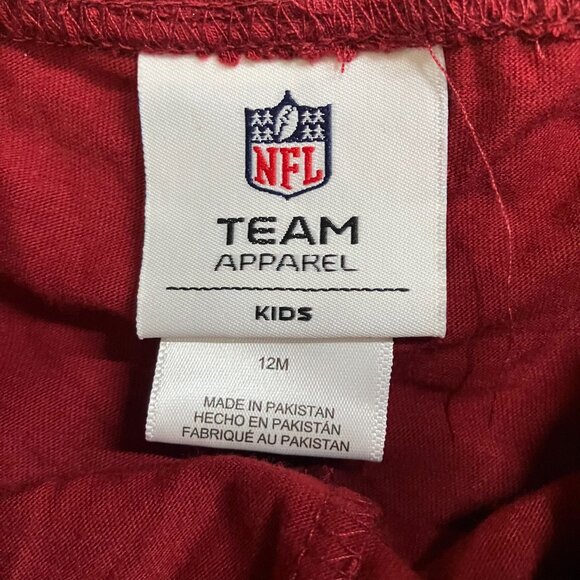 NFL
TEAM
APPAREL
KIDS
12M
MADE IN PAKISTAN
HECHO EN PAKISTÁN
FABRIQUÉ AU PAKISTAN